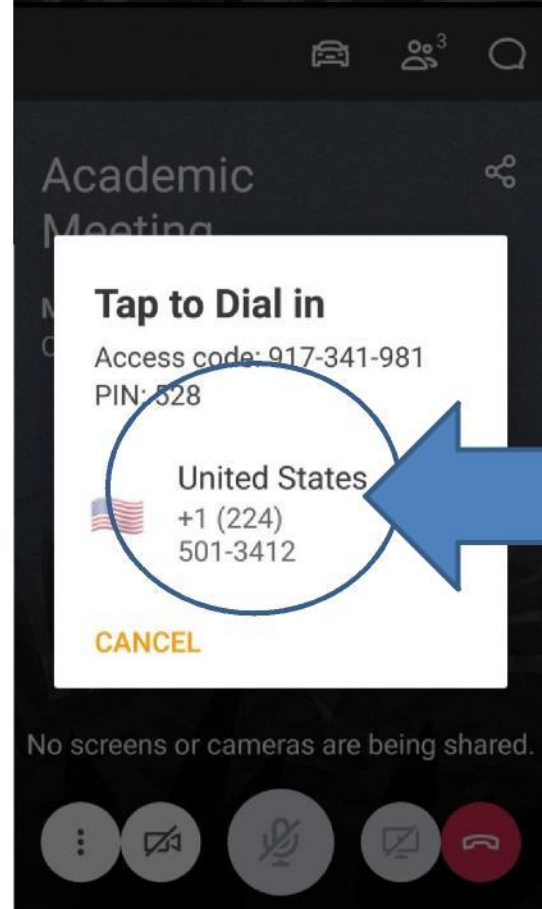 3
Academic
Meeting
Tap to Dial in
Access code: 917-341-981
PIN: 528
United States
+1 (224)
501-3412
CANCEL
No screens or cameras are being shared.